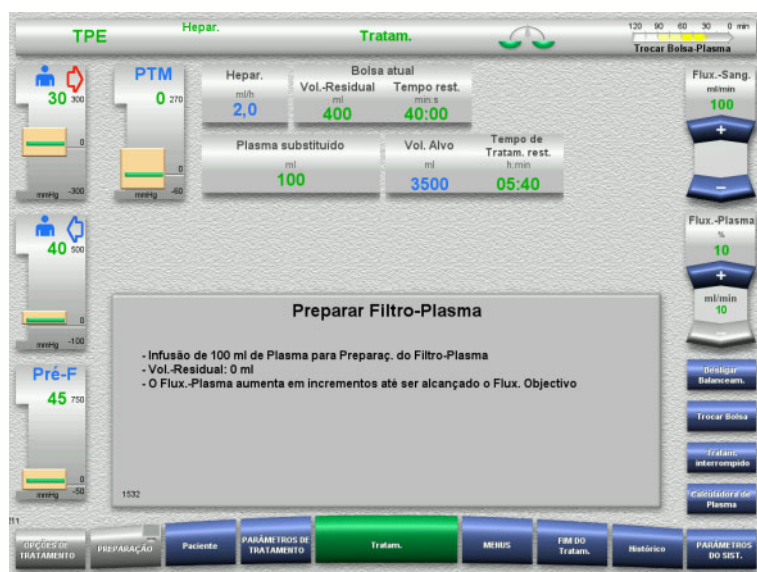 TPE
Hepar.
Tratam.
120 90 60 30 0 min
Trocar Bolsa-Plasma
30 300
0
mmHg -300
PTM
0 270
0
mmHg -60
Hepar.
ml/h
2,0
Bolsa atual
Vol.-Residual Tempo rest.
ml min:s
400 40:00
Plasma substituído
ml
100
Vol. Alvo
ml
3500
Tempo de
Tratam. rest.
h:min
05:40
Flux.-Sang.
ml/min
100
+
−
40 500
0
mmHg -100
Flux.-Plasma
%
10
+
ml/min
10
−
Pré-F
45 750
0
mmHg -50
Preparar Filtro-Plasma
- Infusão de 100 ml de Plasma para Preparaç. do Filtro-Plasma
- Vol.-Residual: 0 ml
- O Flux.-Plasma aumenta em incrementos até ser alcançado o Flux. Objectivo
1532
Desligar
Balanceam.
Trocar Bolsa
Tratam.
interrompido
Calculadora de
Plasma
211
OPÇÕES DE
TRATAMENTO
PREPARAÇÃO
Paciente
PARÂMETROS DE
TRATAMENTO
Tratam.
MENUS
FIM DO
Tratam.
Histórico
PARÂMETROS
DO SIST.